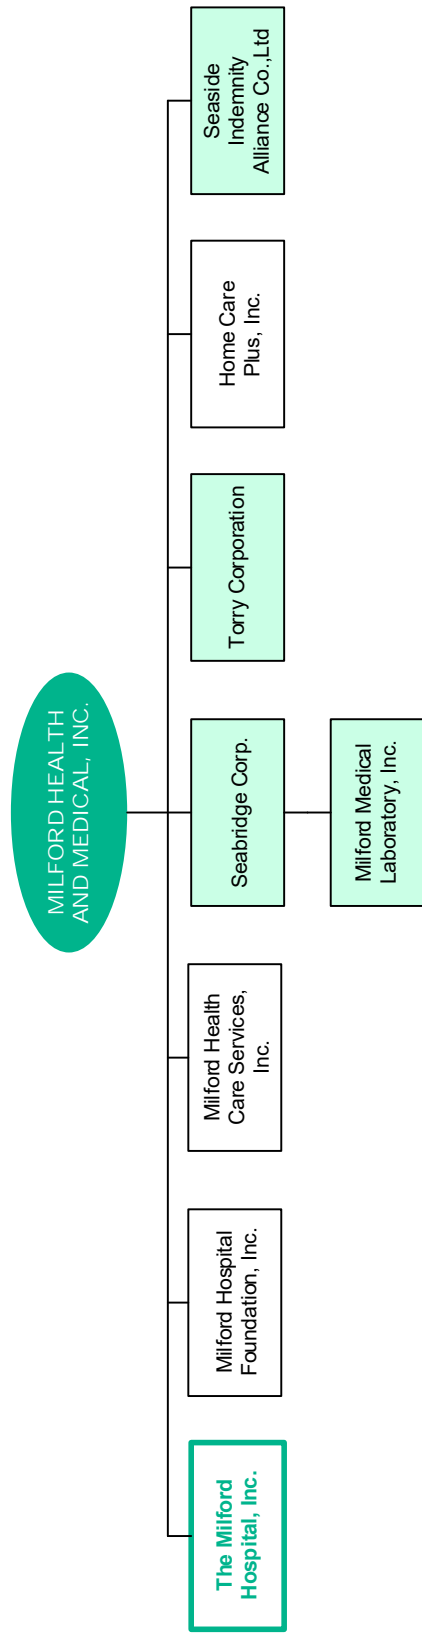 MILFORD HEALTH
AND MEDICAL, INC.
The Milford
Hospital, Inc.
Milford Hospital
Foundation, Inc.
Milford Health
Care Services,
Inc.
Seabridge Corp.
Torry Corporation
Home Care
Plus, Inc.
Seaside
Indemnity
Alliance Co.,Ltd
Milford Medical
Laboratory, Inc.